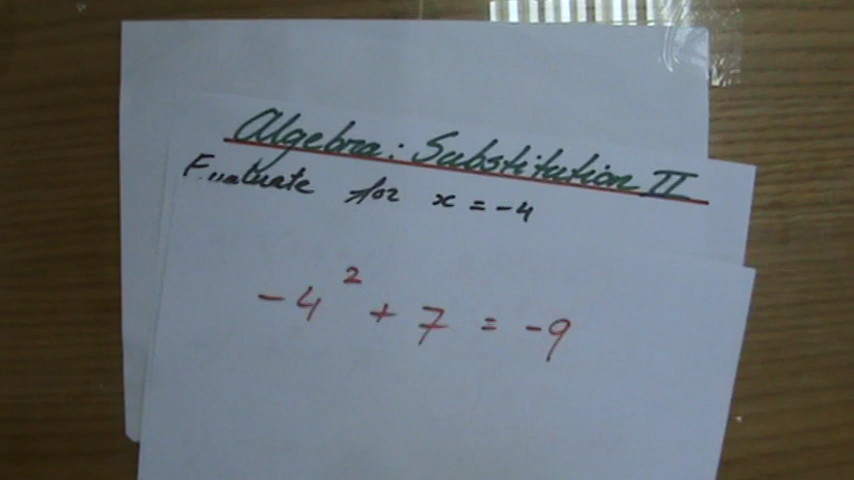 Algebra: Substitution II
Evaluate for x = -4
-4² + 7 = -9